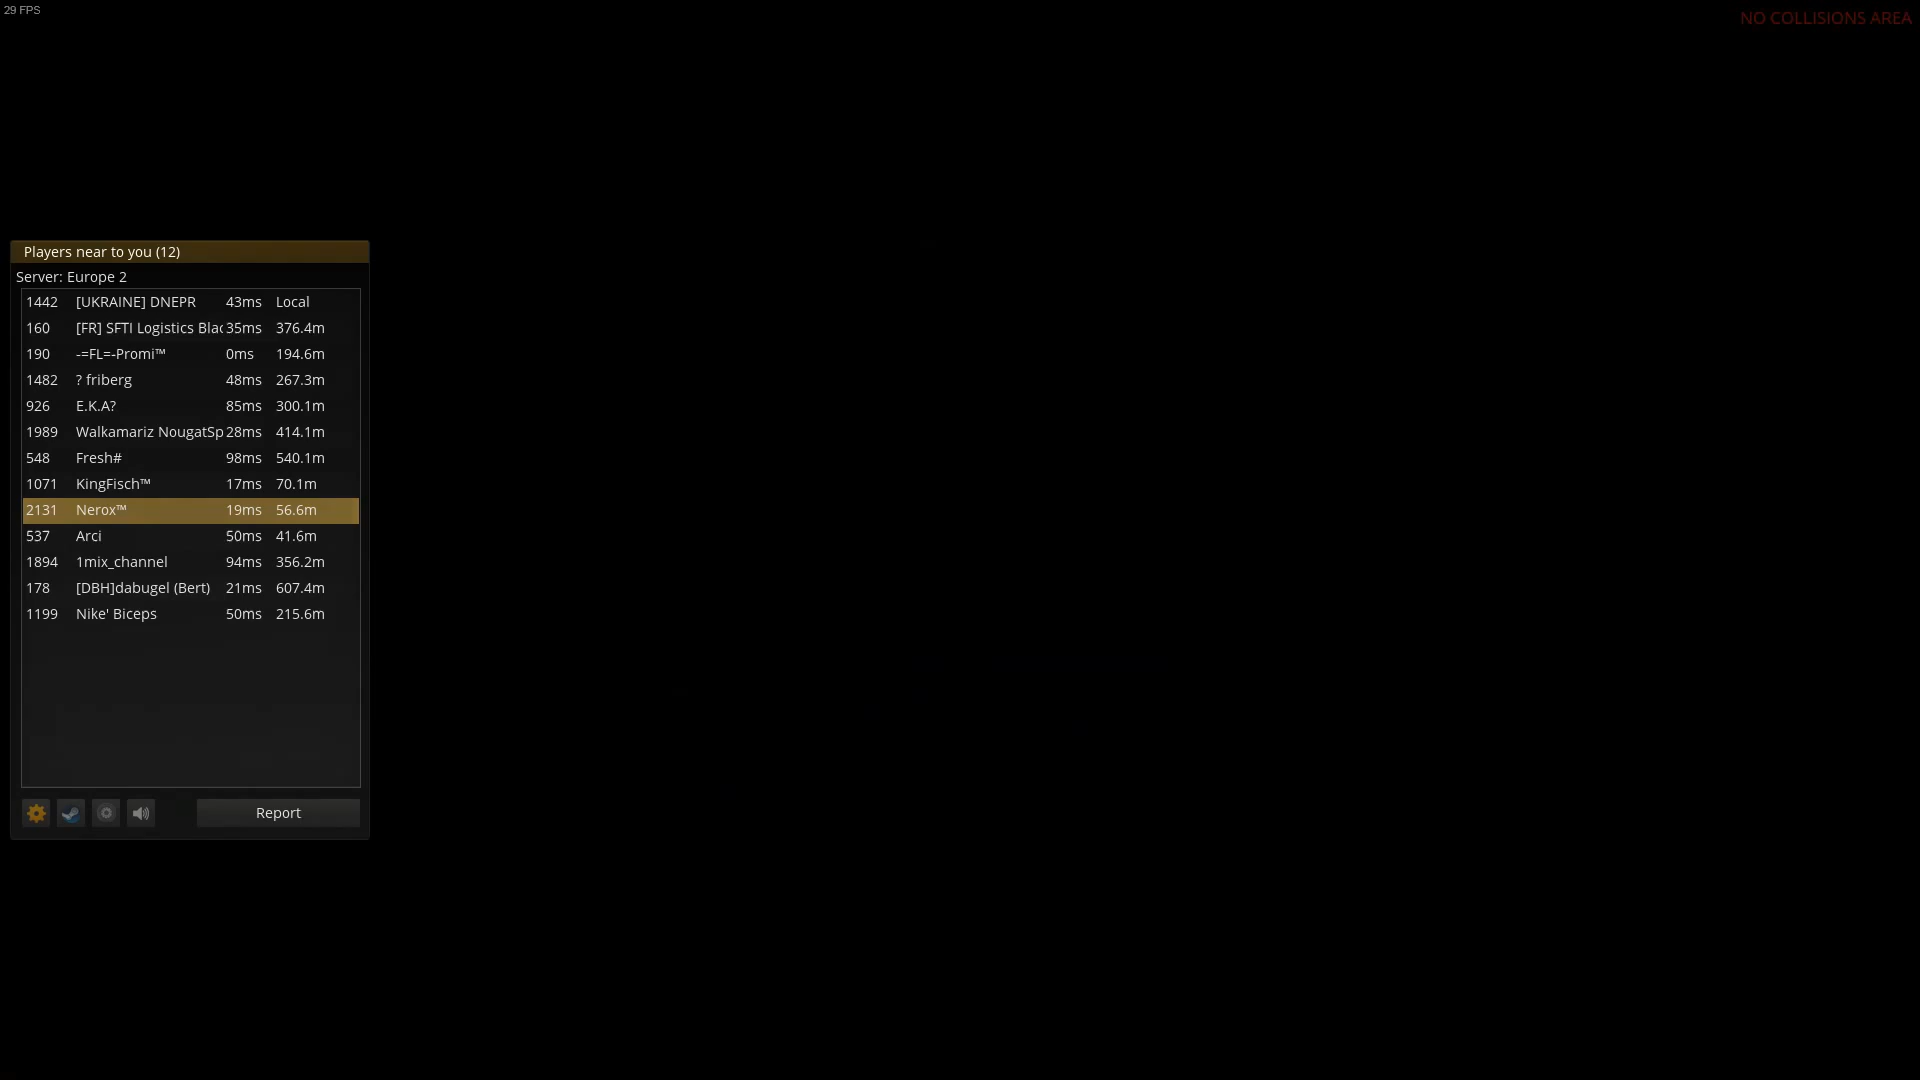 29 FPS
NO COLLISIONS AREA
Players near to you (12)
Server: Europe 2
1442 [UKRAINE] DNEPR 43ms Local
160 [FR] SFTI Logistics Blac 35ms 376.4m
190 -=FL=-Promi™ 0ms 194.6m
1482 ? friberg 48ms 267.3m
926 E.K.A? 85ms 300.1m
1989 Walkamariz NougatSp 28ms 414.1m
548 Fresh# 98ms 540.1m
1071 KingFisch™ 17ms 70.1m
2131 Nerox™ 19ms 56.6m
537 Arci 50ms 41.6m
1894 1mix_channel 94ms 356.2m
178 [DBH]dabugel (Bert) 21ms 607.4m
1199 Nike' Biceps 50ms 215.6m
Report